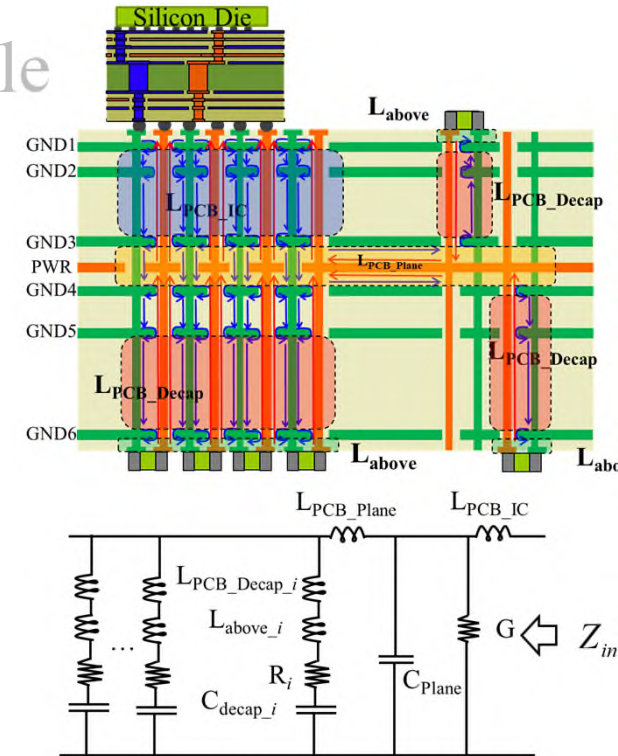 Silicon Die
le
L_above
GND1
GND2
L_PCB_Decap
L_PCB_IC
GND3
PWR
L_PCB_Plane
GND4
GND5
L_PCB_Decap
L_PCB_Decap
GND6
L_above
L_abo
L_PCB_Plane
L_PCB_IC
L_PCB_Decap_i
L_above_i
...
R_i
G
Z_in
C_Plane
C_decap_i